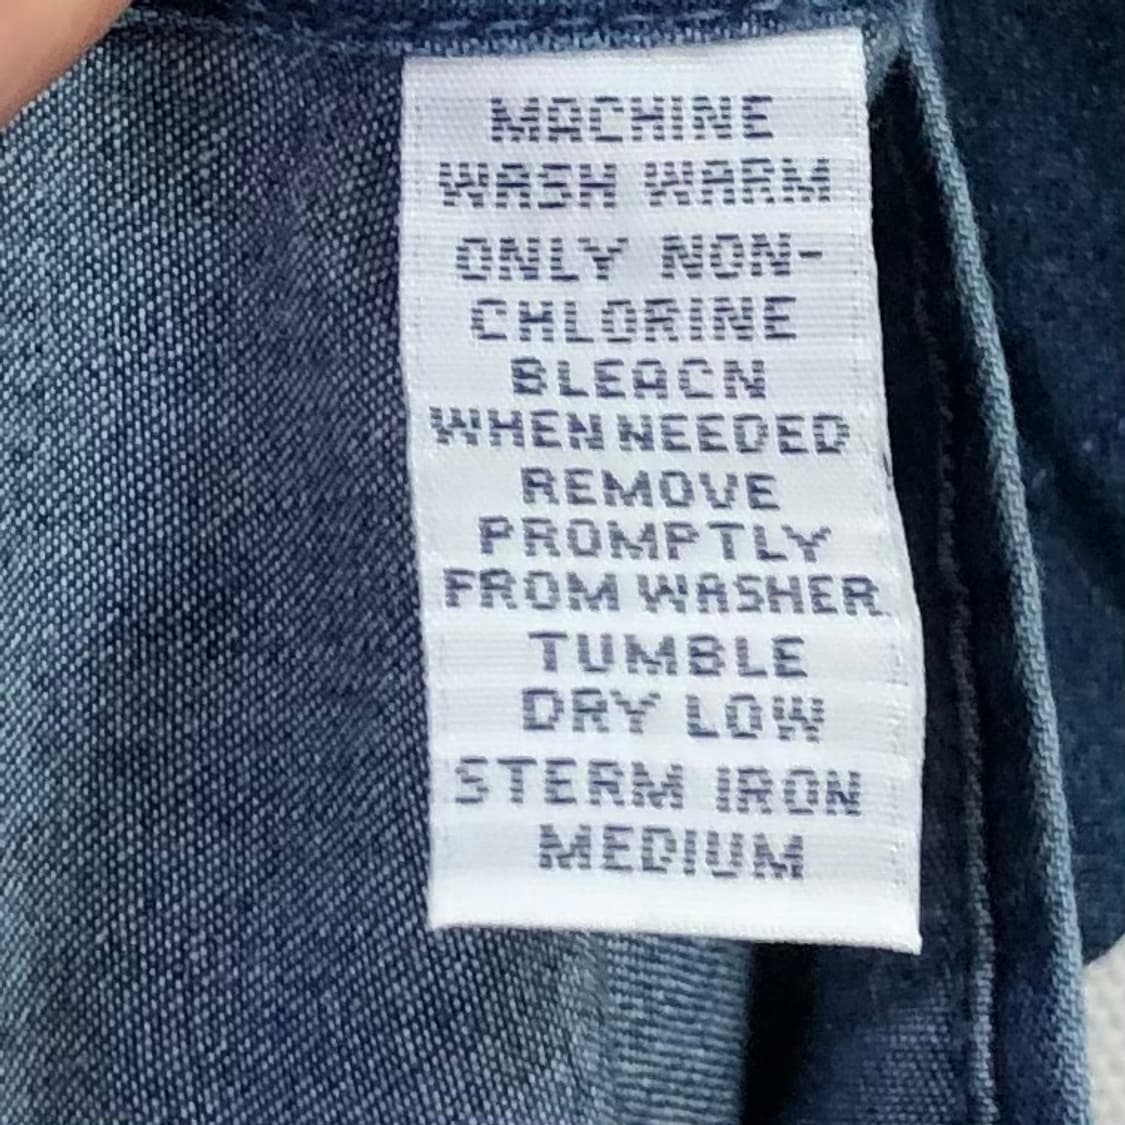 MACHINE
WASH WARM
ONLY NON-
CHLORINE
BLEACN
WHEN NEEDED
REMOVE
PROMPTLY
FROM WASHER
TUMBLE
DRY LOW
STERM IRON
MEDIUM